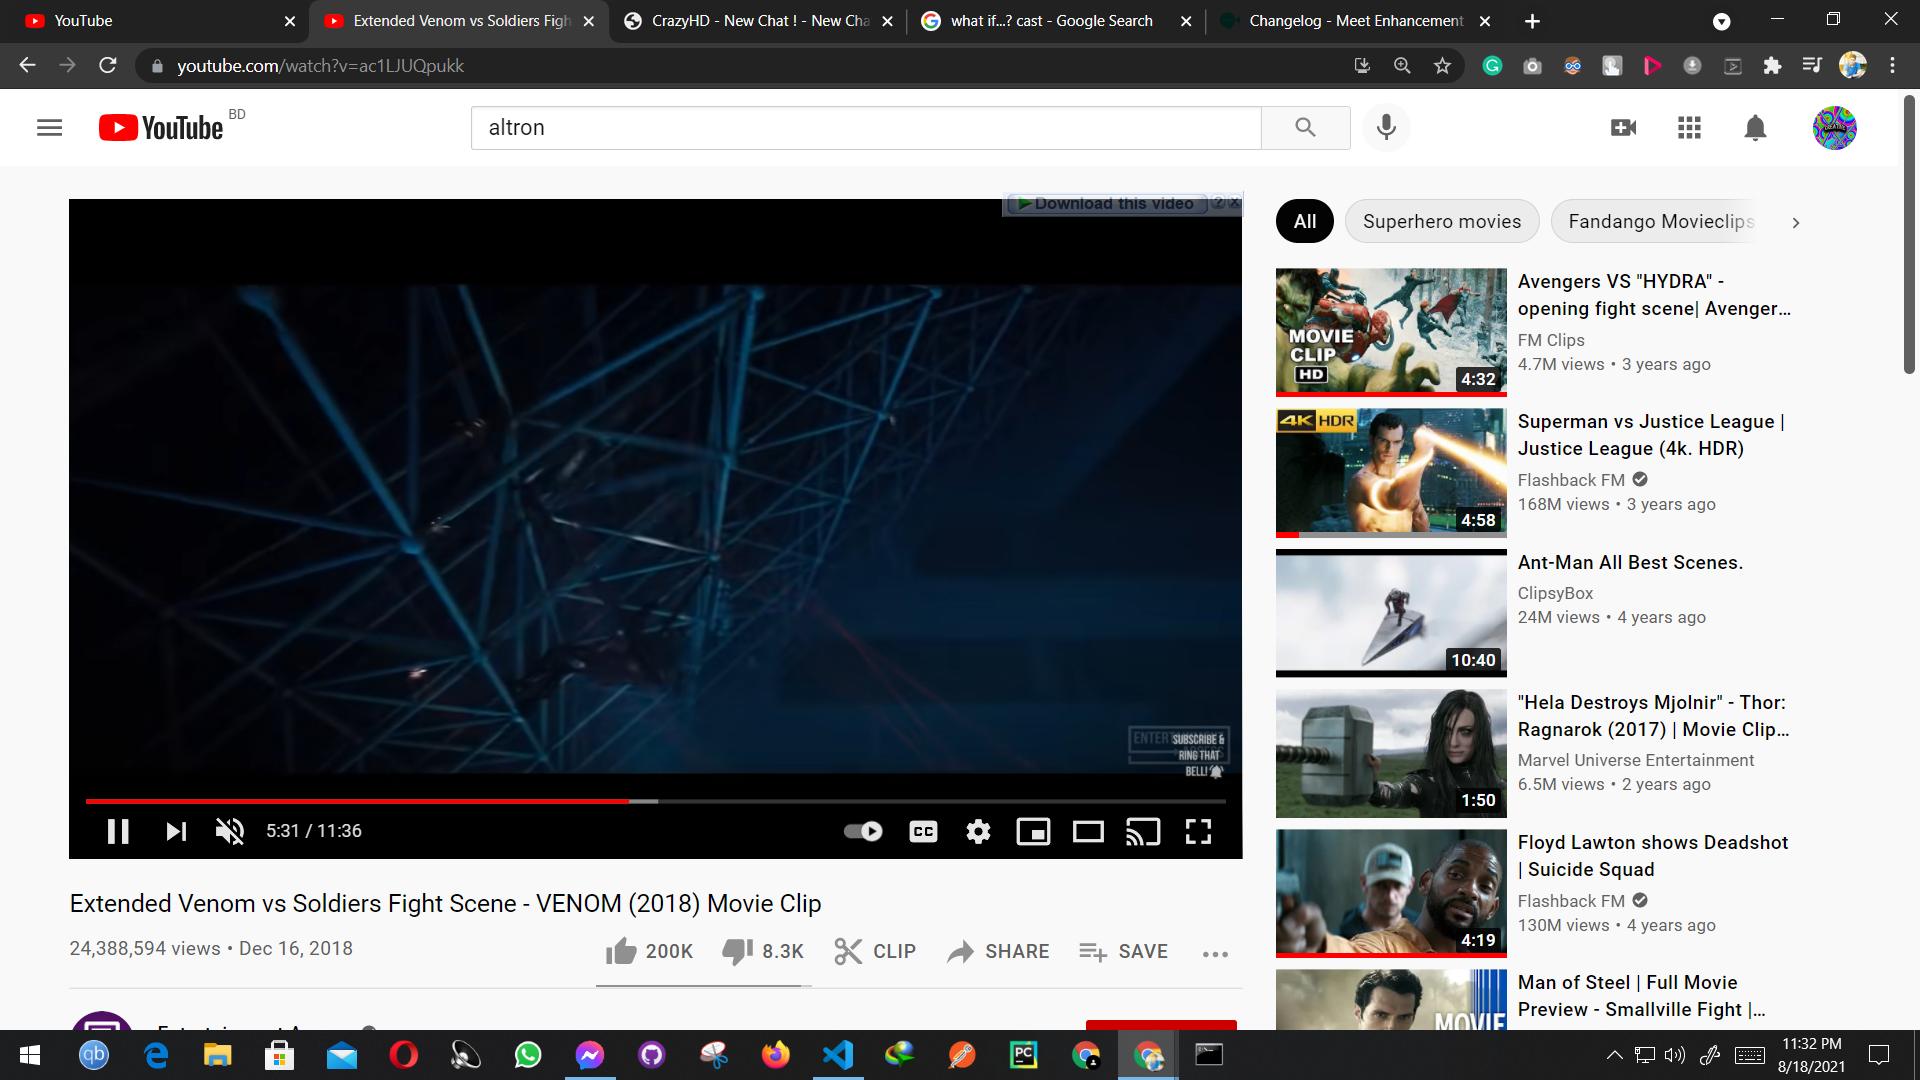 YouTube
Extended Venom vs Soldiers Figh
CrazyHD - New Chat ! - New Cha
what if...? cast - Google Search
Changelog - Meet Enhancement
youtube.com/watch?v=ac1LJUQpukk
YouTube BD
altron
Download this video
SUBSCRIBE &
RING THAT
BELL!
5:31 / 11:36
CC
Extended Venom vs Soldiers Fight Scene - VENOM (2018) Movie Clip
24,388,594 views • Dec 16, 2018
200K
8.3K
CLIP
SHARE
SAVE
All
Superhero movies
Fandango Movieclips
MOVIE
CLIP
HD
4:32
Avengers VS "HYDRA" -
opening fight scene| Avenger...
FM Clips
4.7M views • 3 years ago
4K HDR
4:58
Superman vs Justice League |
Justice League (4k. HDR)
Flashback FM
168M views • 3 years ago
10:40
Ant-Man All Best Scenes.
ClipsyBox
24M views • 4 years ago
1:50
"Hela Destroys Mjolnir" - Thor:
Ragnarok (2017) | Movie Clip...
Marvel Universe Entertainment
6.5M views • 2 years ago
4:19
Floyd Lawton shows Deadshot
| Suicide Squad
Flashback FM
130M views • 4 years ago
MOVIE
Man of Steel | Full Movie
Preview - Smallville Fight |...
qb
PC
11:32 PM
8/18/2021